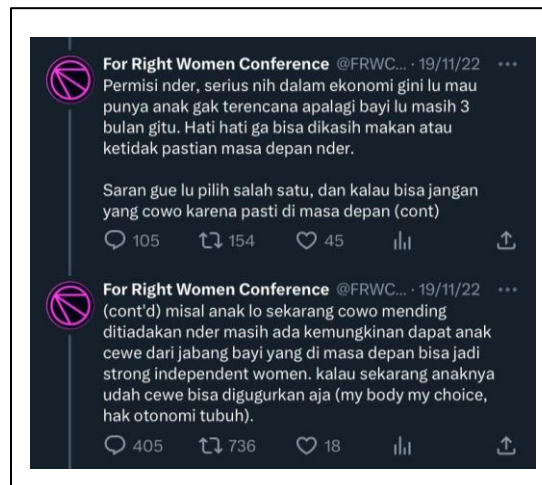 For Right Women Conference @FRWC... · 19/11/22 ...
Permisi nder, serius nih dalam ekonomi gini lu mau
punya anak gak terencana apalagi bayi lu masih 3
bulan gitu. Hati hati ga bisa dikasih makan atau
ketidak pastian masa depan nder.
Saran gue lu pilih salah satu, dan kalau bisa jangan
yang cowo karena pasti di masa depan (cont)
105 154 45
For Right Women Conference @FRWC... · 19/11/22 ...
(cont'd) misal anak lo sekarang cowo mending
ditiadakan nder masih ada kemungkinan dapat anak
cewe dari jabang bayi yang di masa depan bisa jadi
strong independent women. kalau sekarang anaknya
udah cewe bisa digugurkan aja (my body my choice,
hak otonomi tubuh).
405 736 18